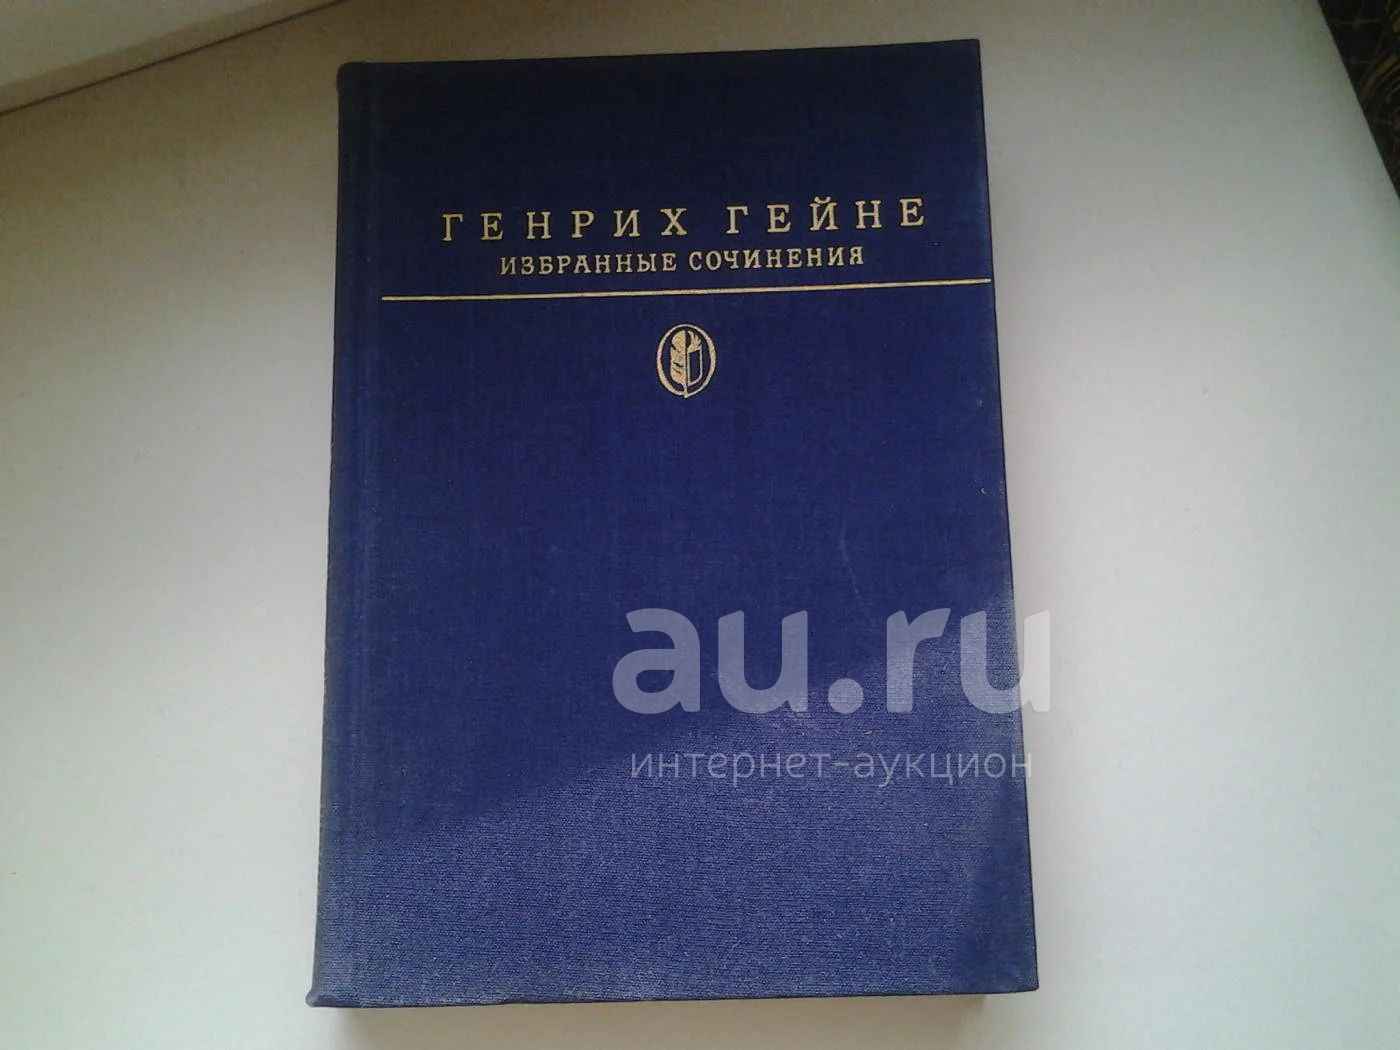 ГЕНРИХ ГЕЙНЕ
ИЗБРАННЫЕ СОЧИНЕНИЯ
au.ru
интернет-аукцион